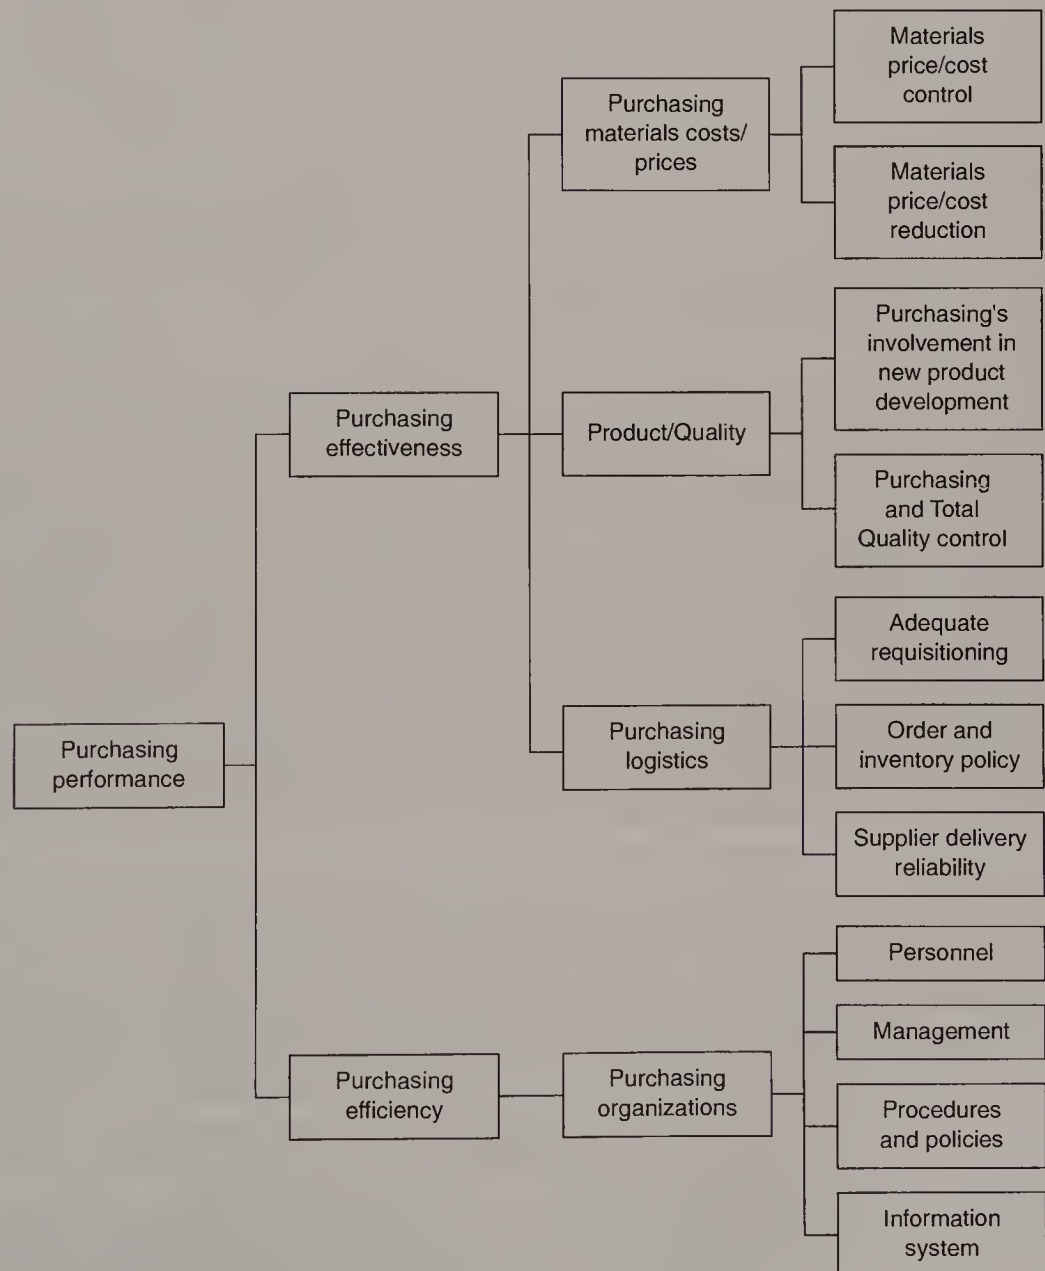 Materials
price/cost
control
Purchasing
materials costs/
prices
Materials
price/cost
reduction
Purchasing's
involvement in
new product
development
Purchasing
effectiveness
Product/Quality
Purchasing
and Total
Quality control
Adequate
requisitioning
Purchasing
performance
Purchasing
logistics
Order and
inventory policy
Supplier delivery
reliability
Personnel
Management
Purchasing
efficiency
Purchasing
organizations
Procedures
and policies
Information
system